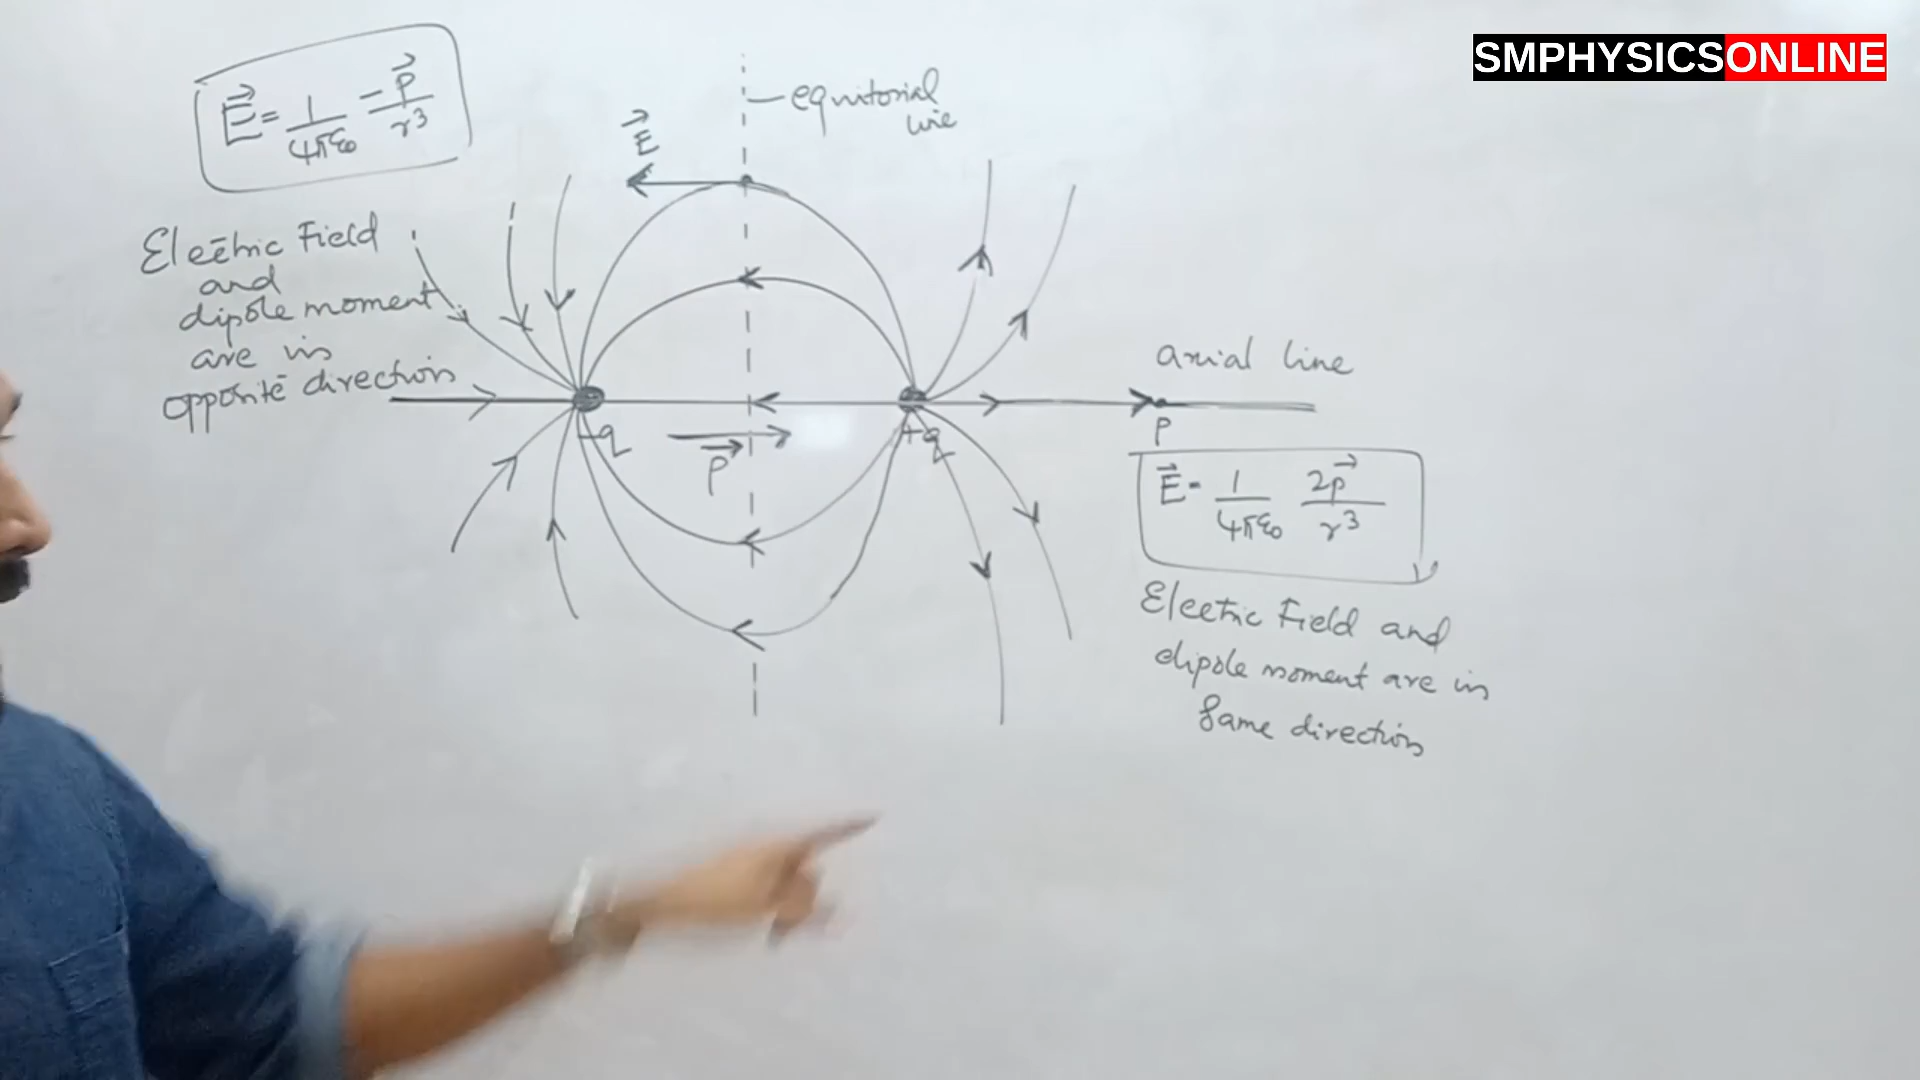 SMPHYSICSONLINE
E⃗ = 1/4πε₀ −p⃗/r³
equitorial
line
E⃗
Electric Field
and
dipole moment
are in
opposite direction
axial line
−q
+q
p⃗
P
E⃗ = 1/4πε₀ 2p⃗/r³
Electric Field and
dipole moment are in
Same direction